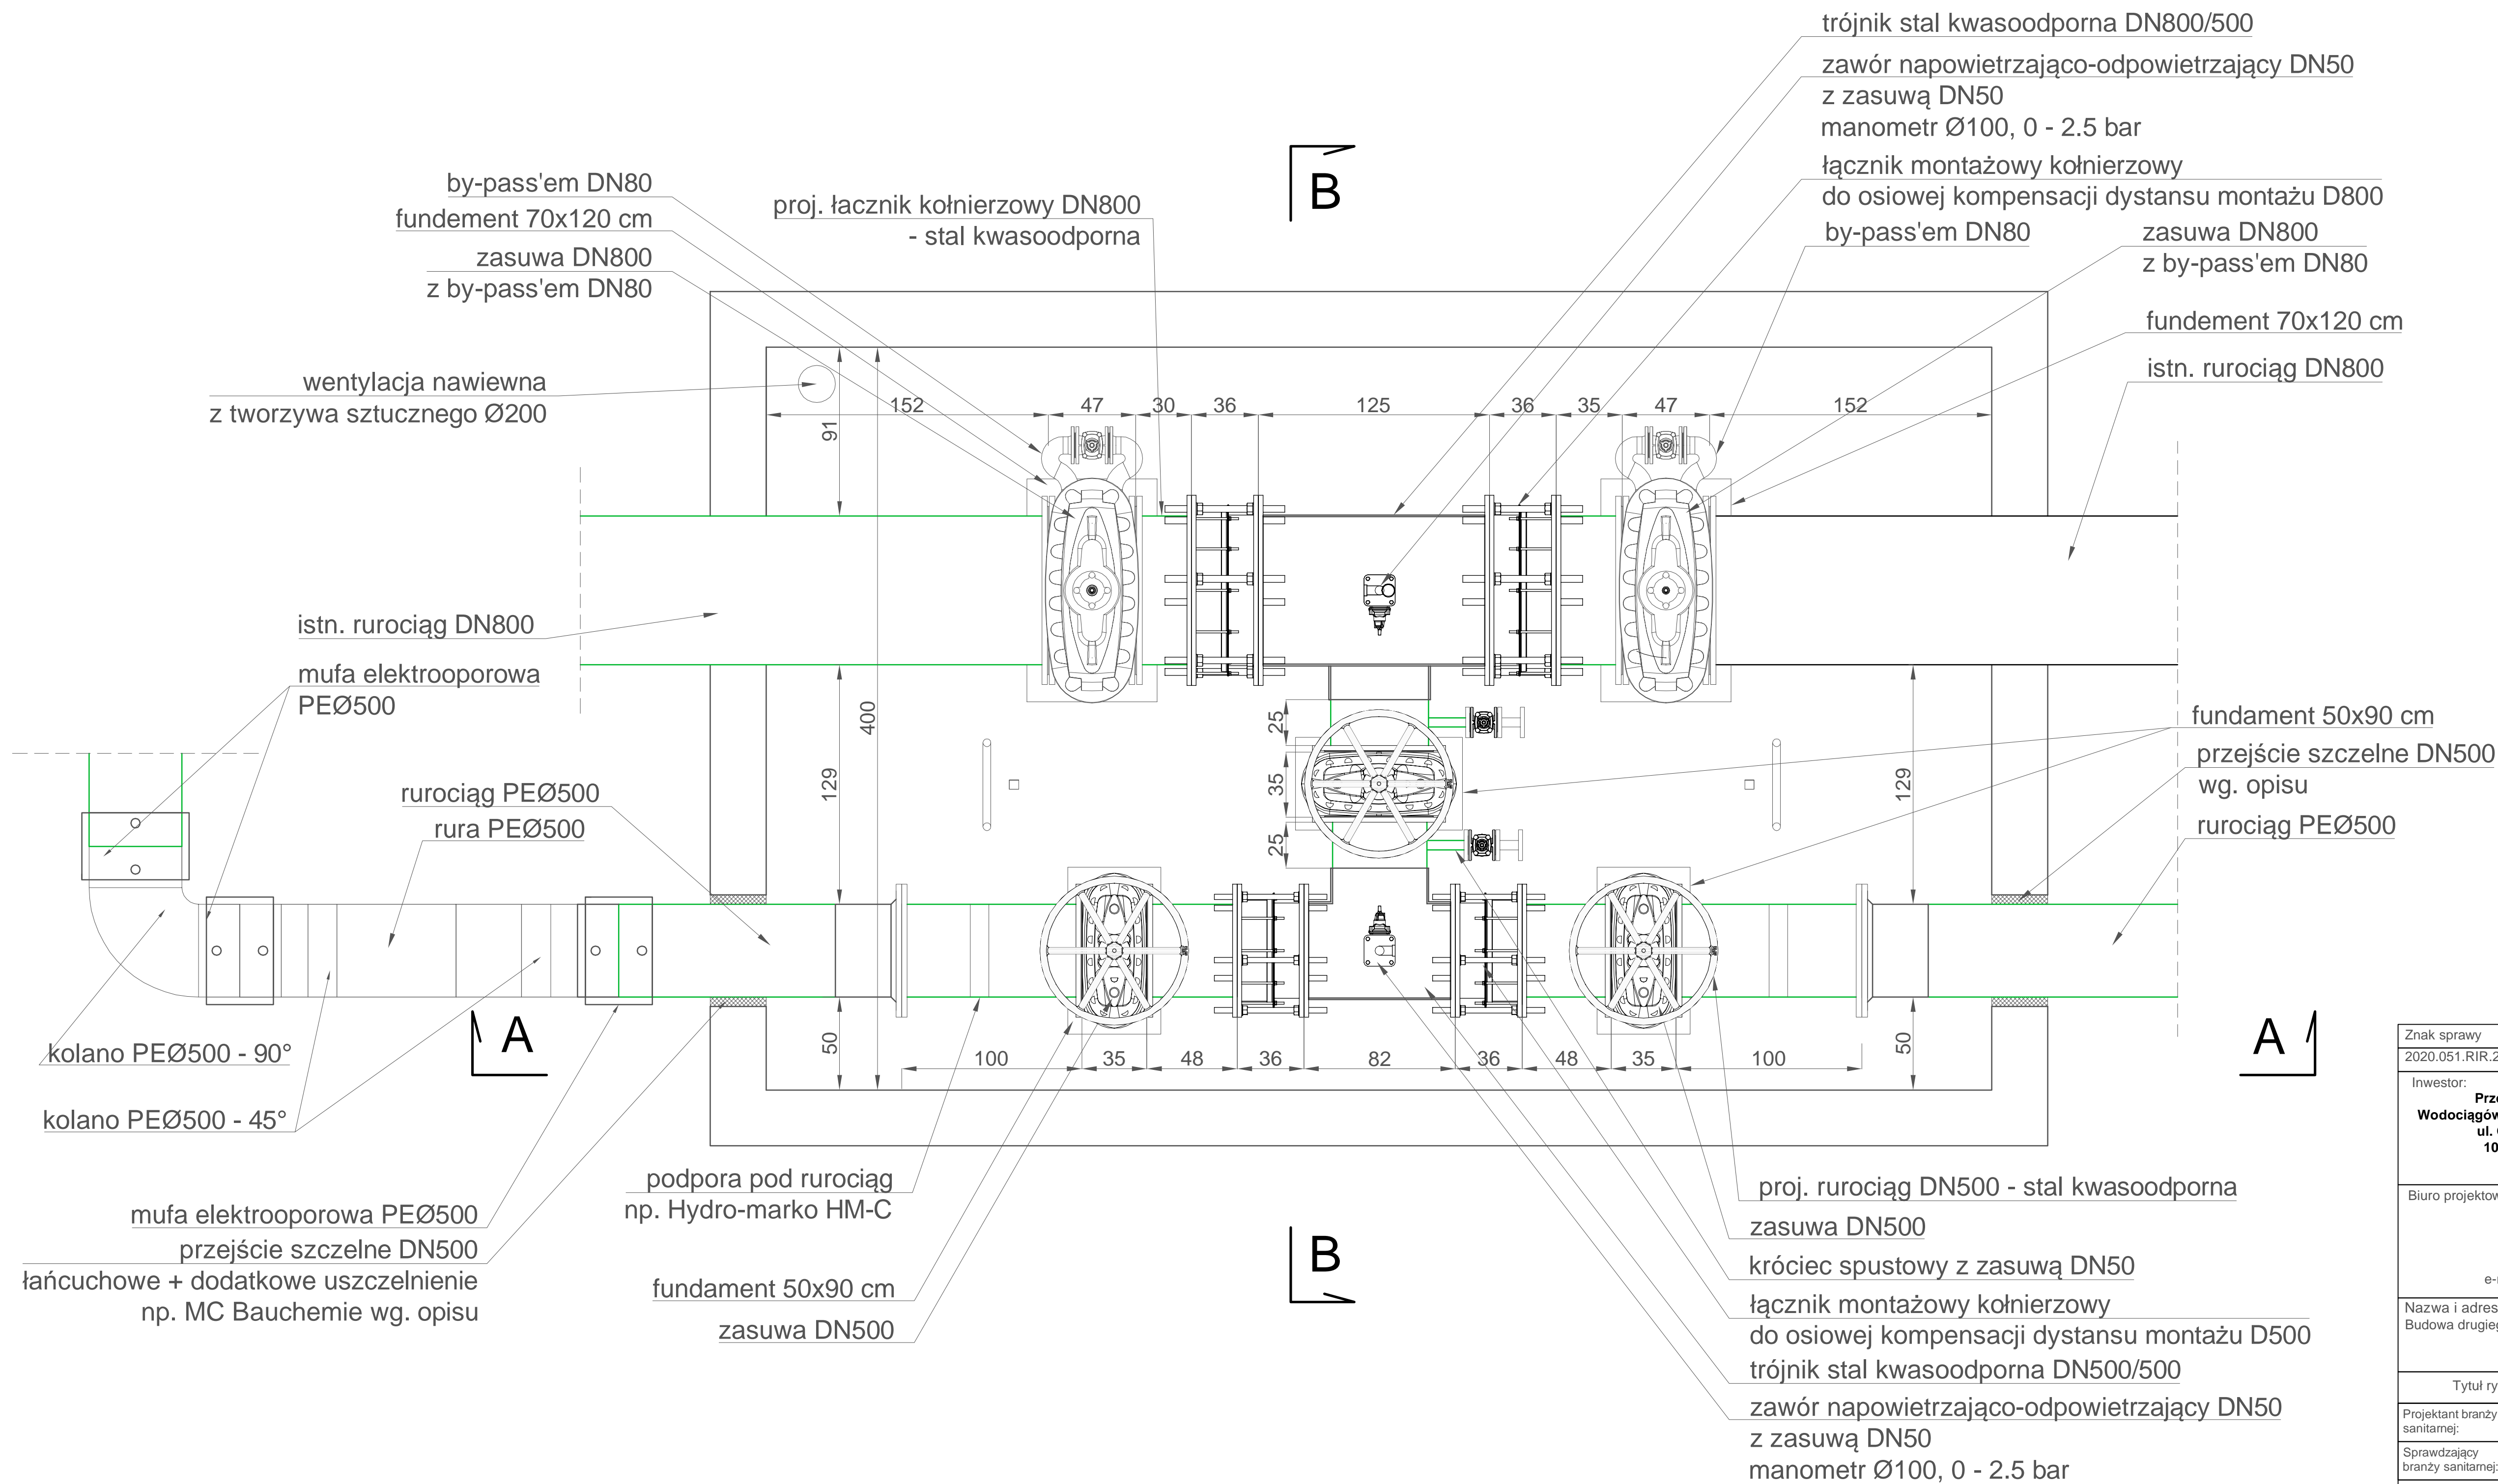 trójnik stal kwasoodporna DN800/500
zawór napowietrzająco-odpowietrzający DN50
z zasuwą DN50
manometr Ø100, 0 - 2.5 bar
łącznik montażowy kołnierzowy
do osiowej kompensacji dystansu montażu D800
by-pass'em DN80
zasuwa DN800
z by-pass'em DN80
fundement 70x120 cm
istn. rurociąg DN800
B
by-pass'em DN80
fundement 70x120 cm
zasuwa DN800
z by-pass'em DN80
proj. łacznik kołnierzowy DN800
- stal kwasoodporna
wentylacja nawiewna
z tworzywa sztucznego Ø200
152
47
30
36
125
36
35
47
152
91
400
129
50
istn. rurociąg DN800
mufa elektrooporowa
PEØ500
rurociąg PEØ500
rura PEØ500
25
35
25
129
50
fundament 50x90 cm
przejście szczelne DN500
wg. opisu
rurociąg PEØ500
kolano PEØ500 - 90°
kolano PEØ500 - 45°
A
A
100
35
48
36
82
36
48
35
100
mufa elektrooporowa PEØ500
przejście szczelne DN500
łańcuchowe + dodatkowe uszczelnienie
np. MC Bauchemie wg. opisu
podpora pod rurociąg
np. Hydro-marko HM-C
fundament 50x90 cm
zasuwa DN500
B
proj. rurociąg DN500 - stal kwasoodporna
zasuwa DN500
króciec spustowy z zasuwą DN50
łącznik montażowy kołnierzowy
do osiowej kompensacji dystansu montażu D500
trójnik stal kwasoodporna DN500/500
zawór napowietrzająco-odpowietrzający DN50
z zasuwą DN50
manometr Ø100, 0 - 2.5 bar
Znak sprawy
2020.051.RIR.2
Inwestor:
Prze
Wodociągów
ul.
10
Biuro projektow
e-
Nazwa i adres
Budowa drugieg
Tytuł ry
Projektant branży
sanitarnej:
Sprawdzający
branży sanitarnej: